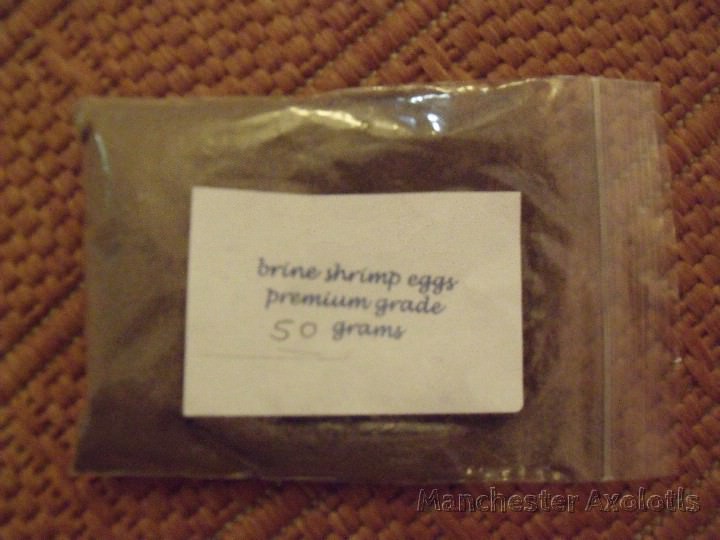 brine shrimp eggs
premium grade
50 grams
Manchester Axolotls